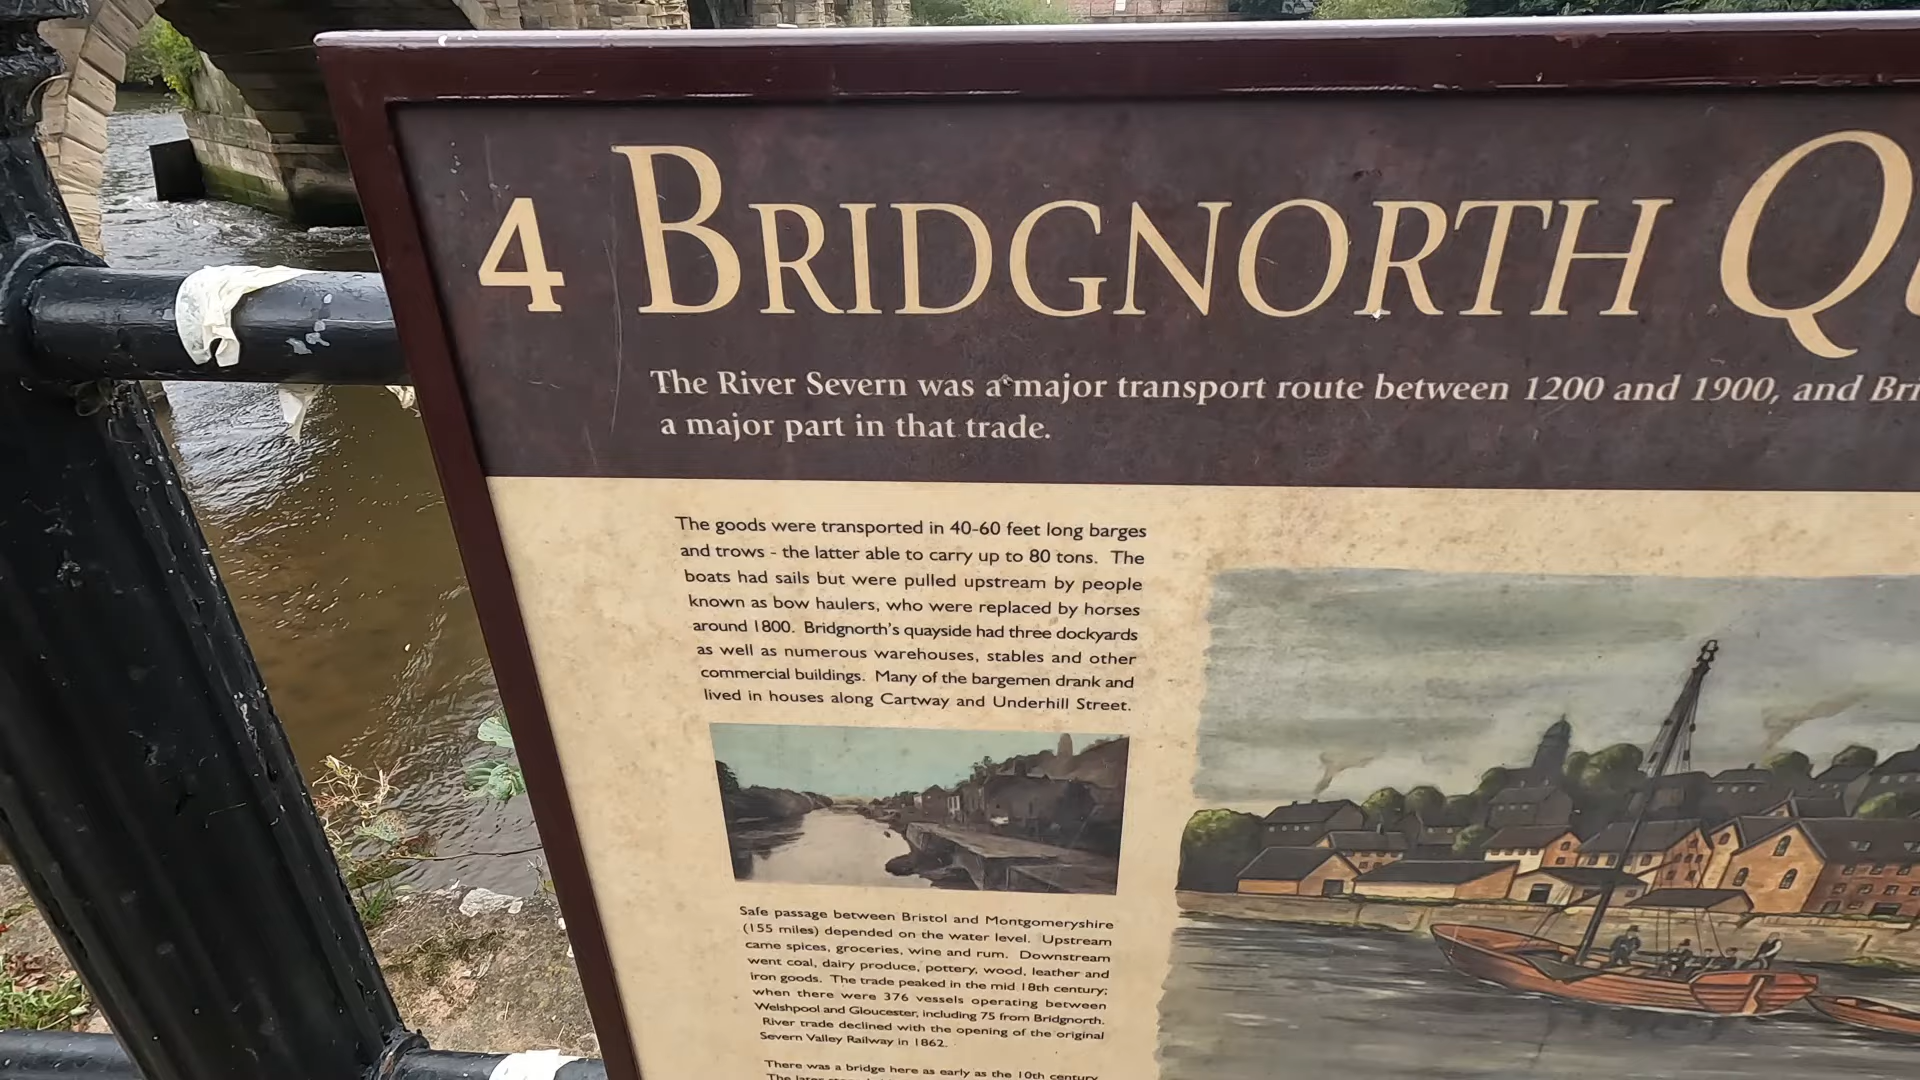 4 BRIDGNORTH
The River Severn was a major transport route between 1200 and 1900, and
a major part in that trade.
The goods were transported in 40-60 feet long barges
and trows - the latter able to carry up to 80 tons. The
boats had sails but were pulled upstream by people
known as bow haulers, who were replaced by horses
around 1800. Bridgnorth's quayside had three dockyards
as well as numerous warehouses, stables and other
commercial buildings. Many of the bargemen drank and
lived in houses along Cartway and Underhill Street.
Safe passage between Bristol and Montgomeryshire
(155 miles) depended on the water level. Upstream
came spices, groceries, wine and rum. Downstream
went coal, dairy produce, pottery, wood, leather and
iron goods. The trade peaked in the mid 18th century;
when there were 376 vessels operating between
Welshpool and Gloucester, including 75 from Bridgnorth.
River trade declined with the opening of the original
Severn Valley Railway in 1862.
There was a bridge here as early as the 10th century